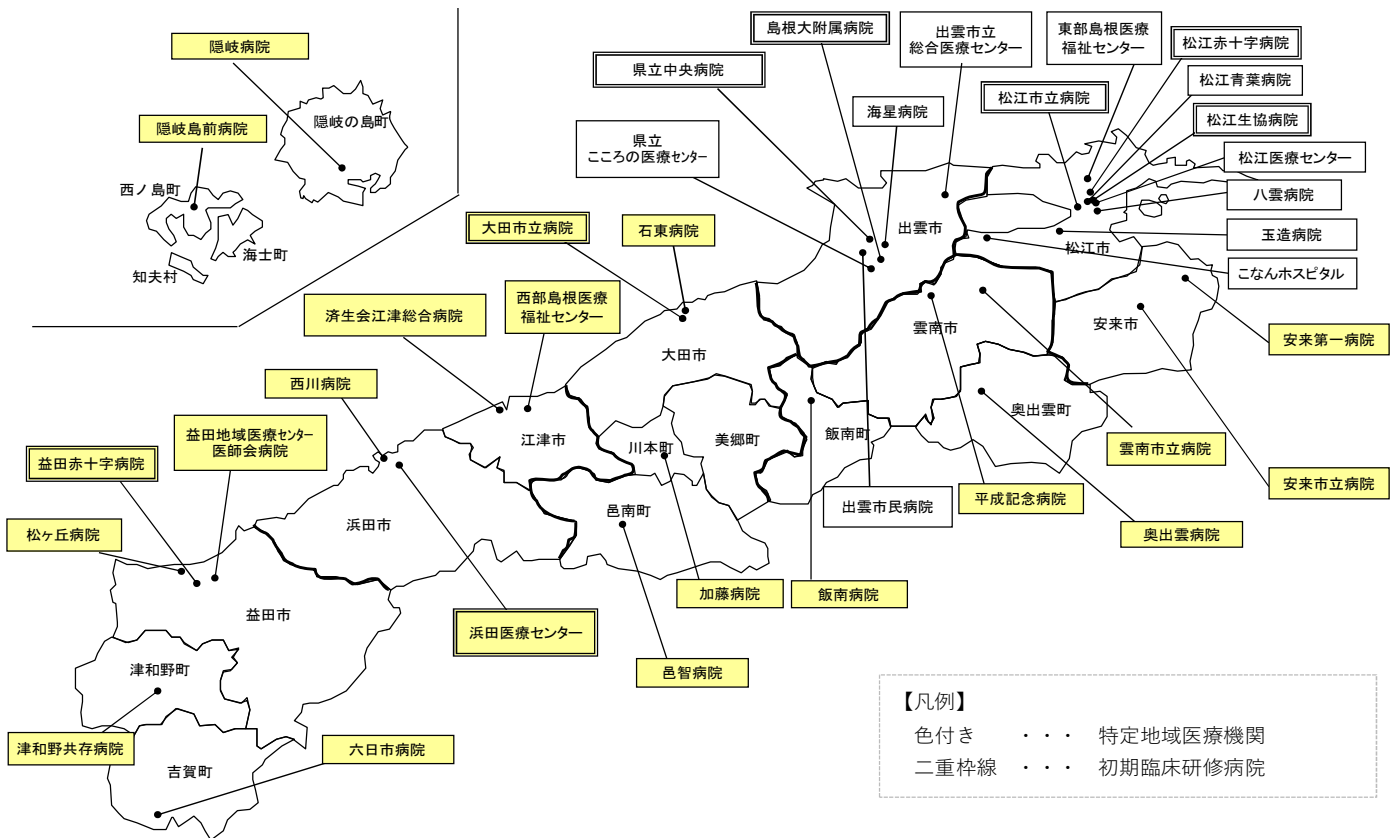 隠岐病院
隠岐の島町
隠岐島前病院
西ノ島町
海士町
知夫村
島根大附属病院
県立中央病院
海星病院
県立
こころの医療センター
出雲市立
総合医療センター
東部島根医療
福祉センター
松江赤十字病院
松江青葉病院
松江市立病院
松江生協病院
松江医療センター
八雲病院
玉造病院
こなんホスピタル
出雲市
松江市
安来市
安来第一病院
安来市立病院
大田市立病院
石東病院
済生会江津総合病院
西部島根医療
福祉センター
大田市
雲南市
奥出雲町
飯南町
美郷町
川本町
江津市
邑南町
浜田市
西川病院
益田地域医療センター
医師会病院
益田赤十字病院
松ヶ丘病院
雲南市立病院
平成記念病院
奥出雲病院
出雲市民病院
飯南病院
加藤病院
邑智病院
浜田医療センター
益田市
津和野町
津和野共存病院
吉賀町
六日市病院
【凡例】
色付き ・・・ 特定地域医療機関
二重枠線 ・・・ 初期臨床研修病院